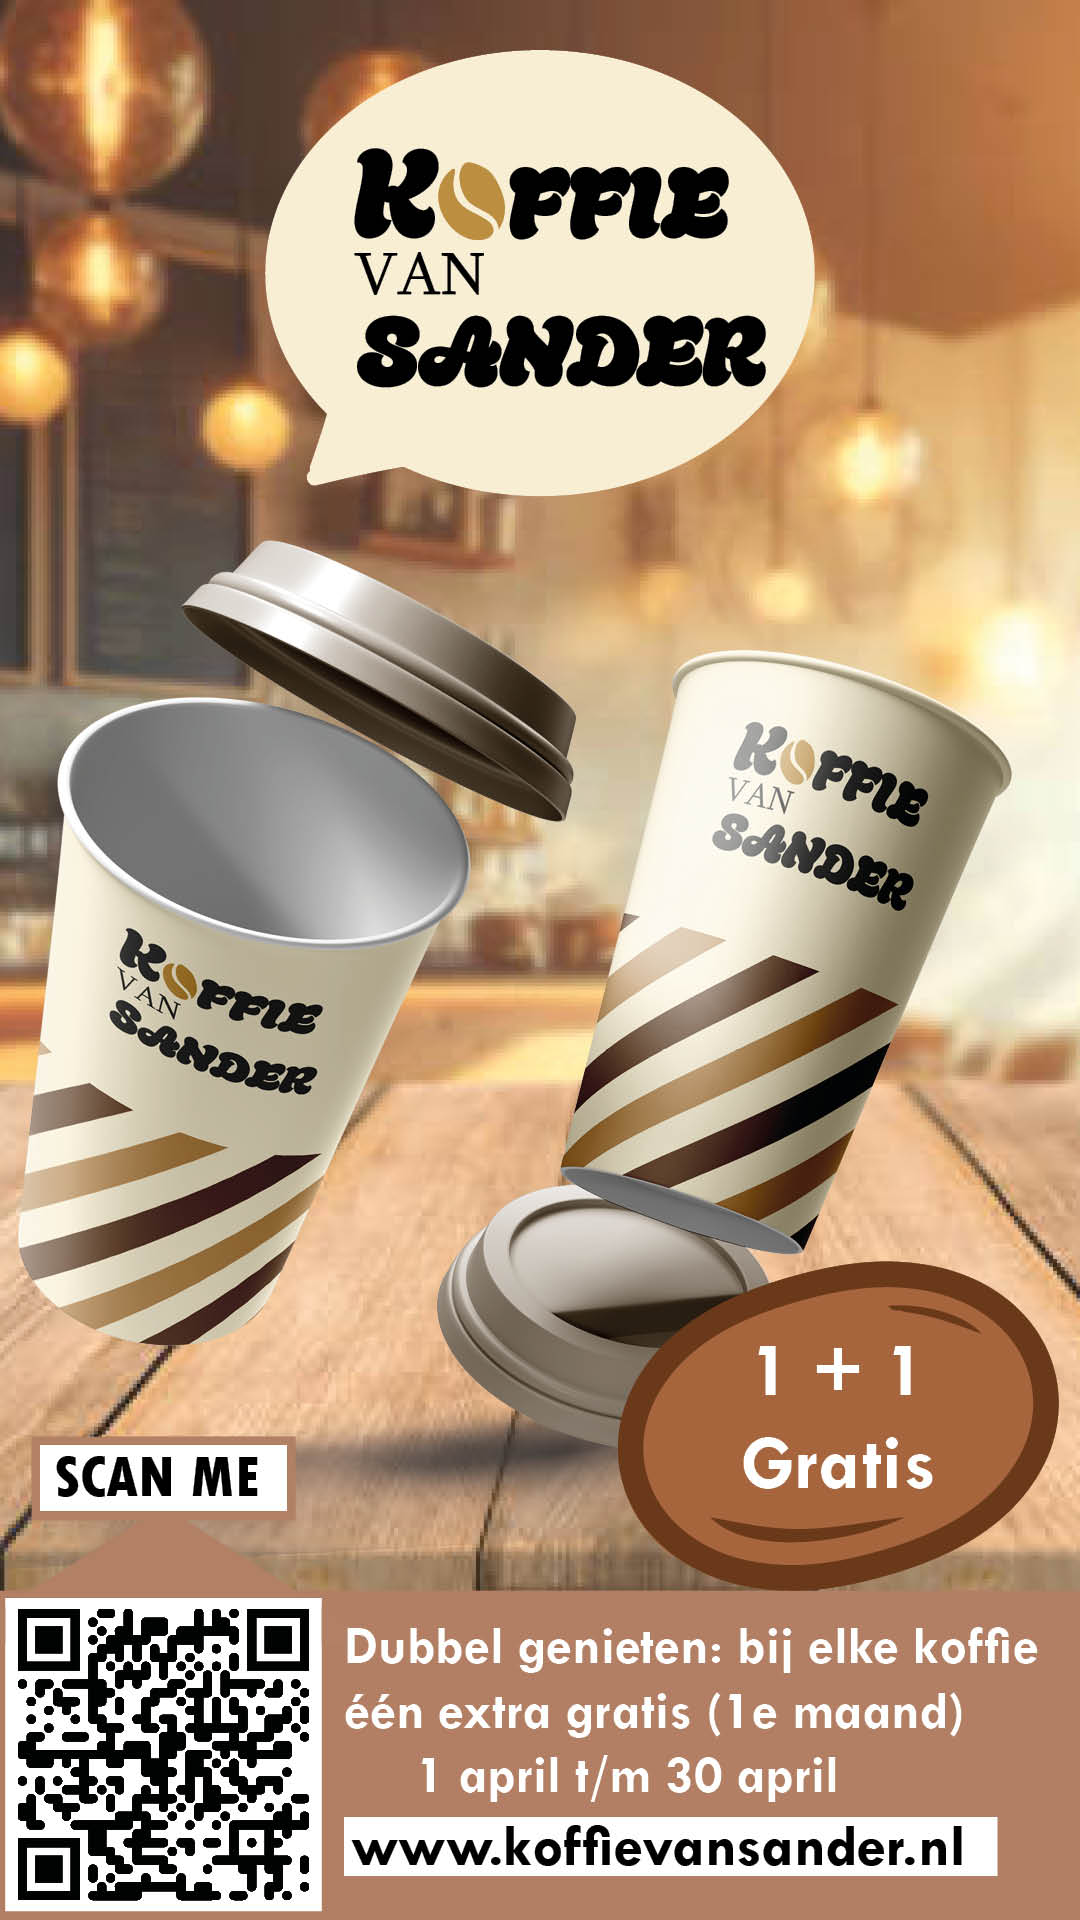 KOFFIE
VAN
SANDER
KOFFIE
VAN
SANDER
KOFFIE
VAN
SANDER
1 + 1
Gratis
SCAN ME
Dubbel genieten: bij elke koffie
één extra gratis (1e maand)
1 april t/m 30 april
www.koffievansander.nl